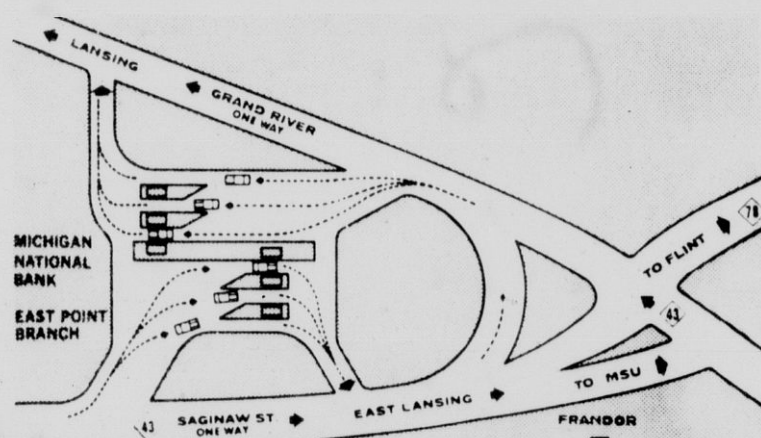 LANSING
GRAND RIVER
ONE WAY
78
TO FLINT
MICHIGAN
NATIONAL
BANK
43
EAST POINT
BRANCH
TO MSU
EAST LANSING
43
SAGINAW ST
ONE WAY
FRANDOR